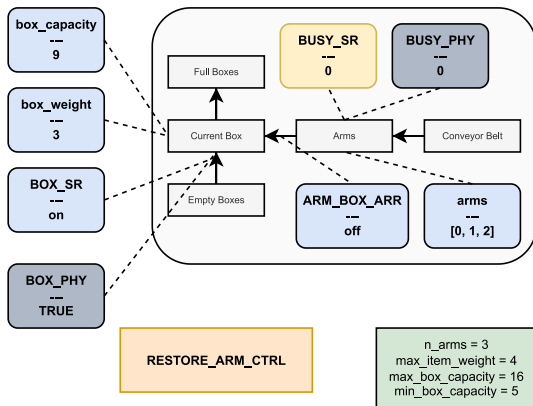 box_capacity
---
9
box_weight
---
3
BOX_SR
---
on
BOX_PHY
---
TRUE
BUSY_SR
---
0
BUSY_PHY
---
0
Full Boxes
Current Box
Arms
Conveyor Belt
Empty Boxes
ARM_BOX_ARR
---
off
arms
---
[0, 1, 2]
RESTORE_ARM_CTRL
n_arms = 3
max_item_weight = 4
max_box_capacity = 16
min_box_capacity = 5